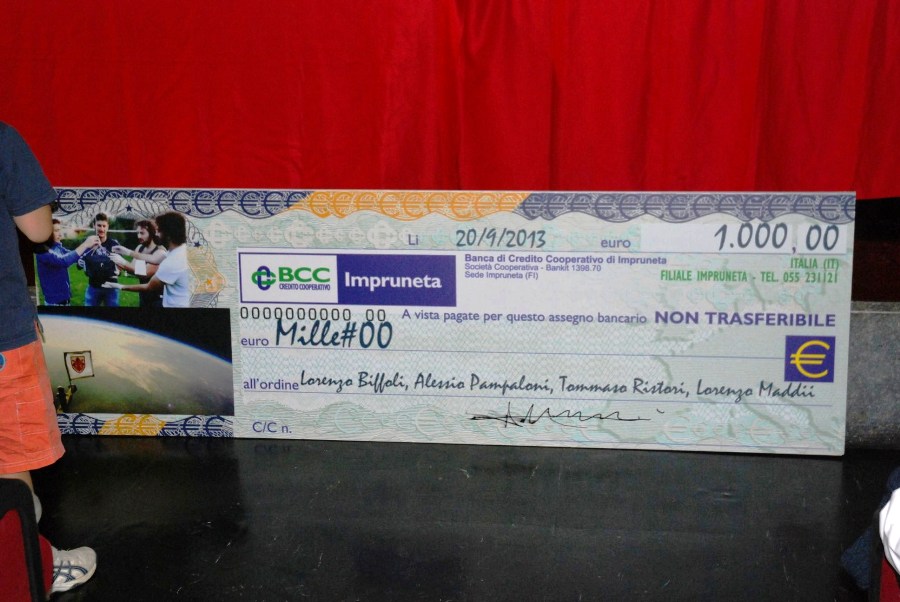 Li 20/9/2013 euro 1.000,00
BCC
CREDITO COOPERATIVO
Impruneta
Banca di Credito Cooperativo di Impruneta
Società Cooperativa - Bankit 1398.70
Sede Impruneta (FI)
ITALIA (IT)
FILIALE IMPRUNETA - TEL. 055 231121
0000000000 00
A vista pagate per questo assegno bancario NON TRASFERIBILE
euro Mille#00
€
all'ordine Lorenzo Biffoli, Alessio Pampaloni, Tommaso Ristori, Lorenzo Maddii
C/C n.